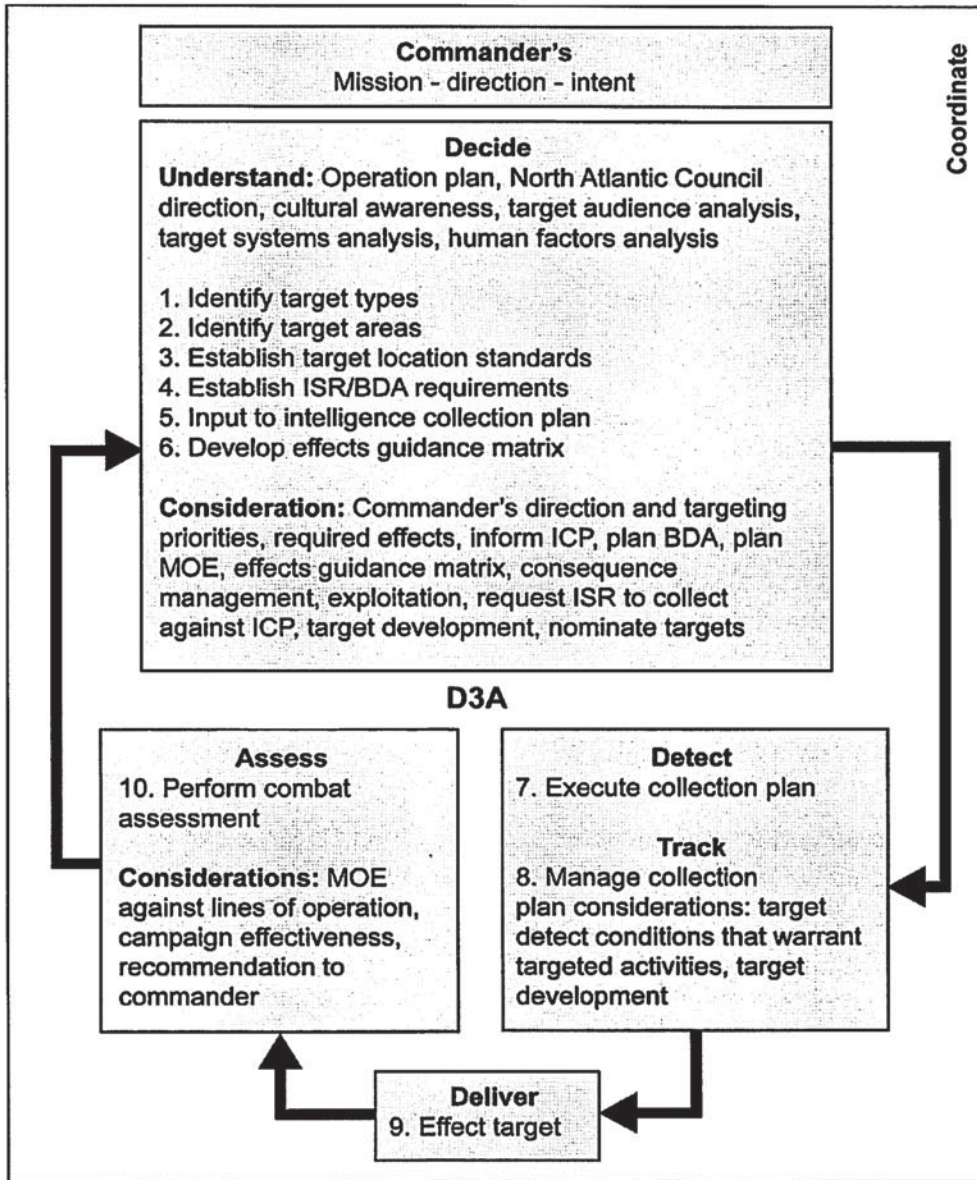 Commander's
Mission - direction - intent
Coordinate
Decide
Understand: Operation plan, North Atlantic Council
direction, cultural awareness, target audience analysis,
target systems analysis, human factors analysis
1. Identify target types
2. Identify target areas
3. Establish target location standards
4. Establish ISR/BDA requirements
5. Input to intelligence collection plan
6. Develop effects guidance matrix
Consideration: Commander's direction and targeting
priorities, required effects, inform ICP, plan BDA, plan
MOE, effects guidance matrix, consequence
management, exploitation, request ISR to collect
against ICP, target development, nominate targets
D3A
Assess
10. Perform combat
assessment
Considerations: MOE
against lines of operation,
campaign effectiveness,
recommendation to
commander
Detect
7. Execute collection plan
Track
8. Manage collection
plan considerations: target
detect conditions that warrant
targeted activities, target
development
Deliver
9. Effect target